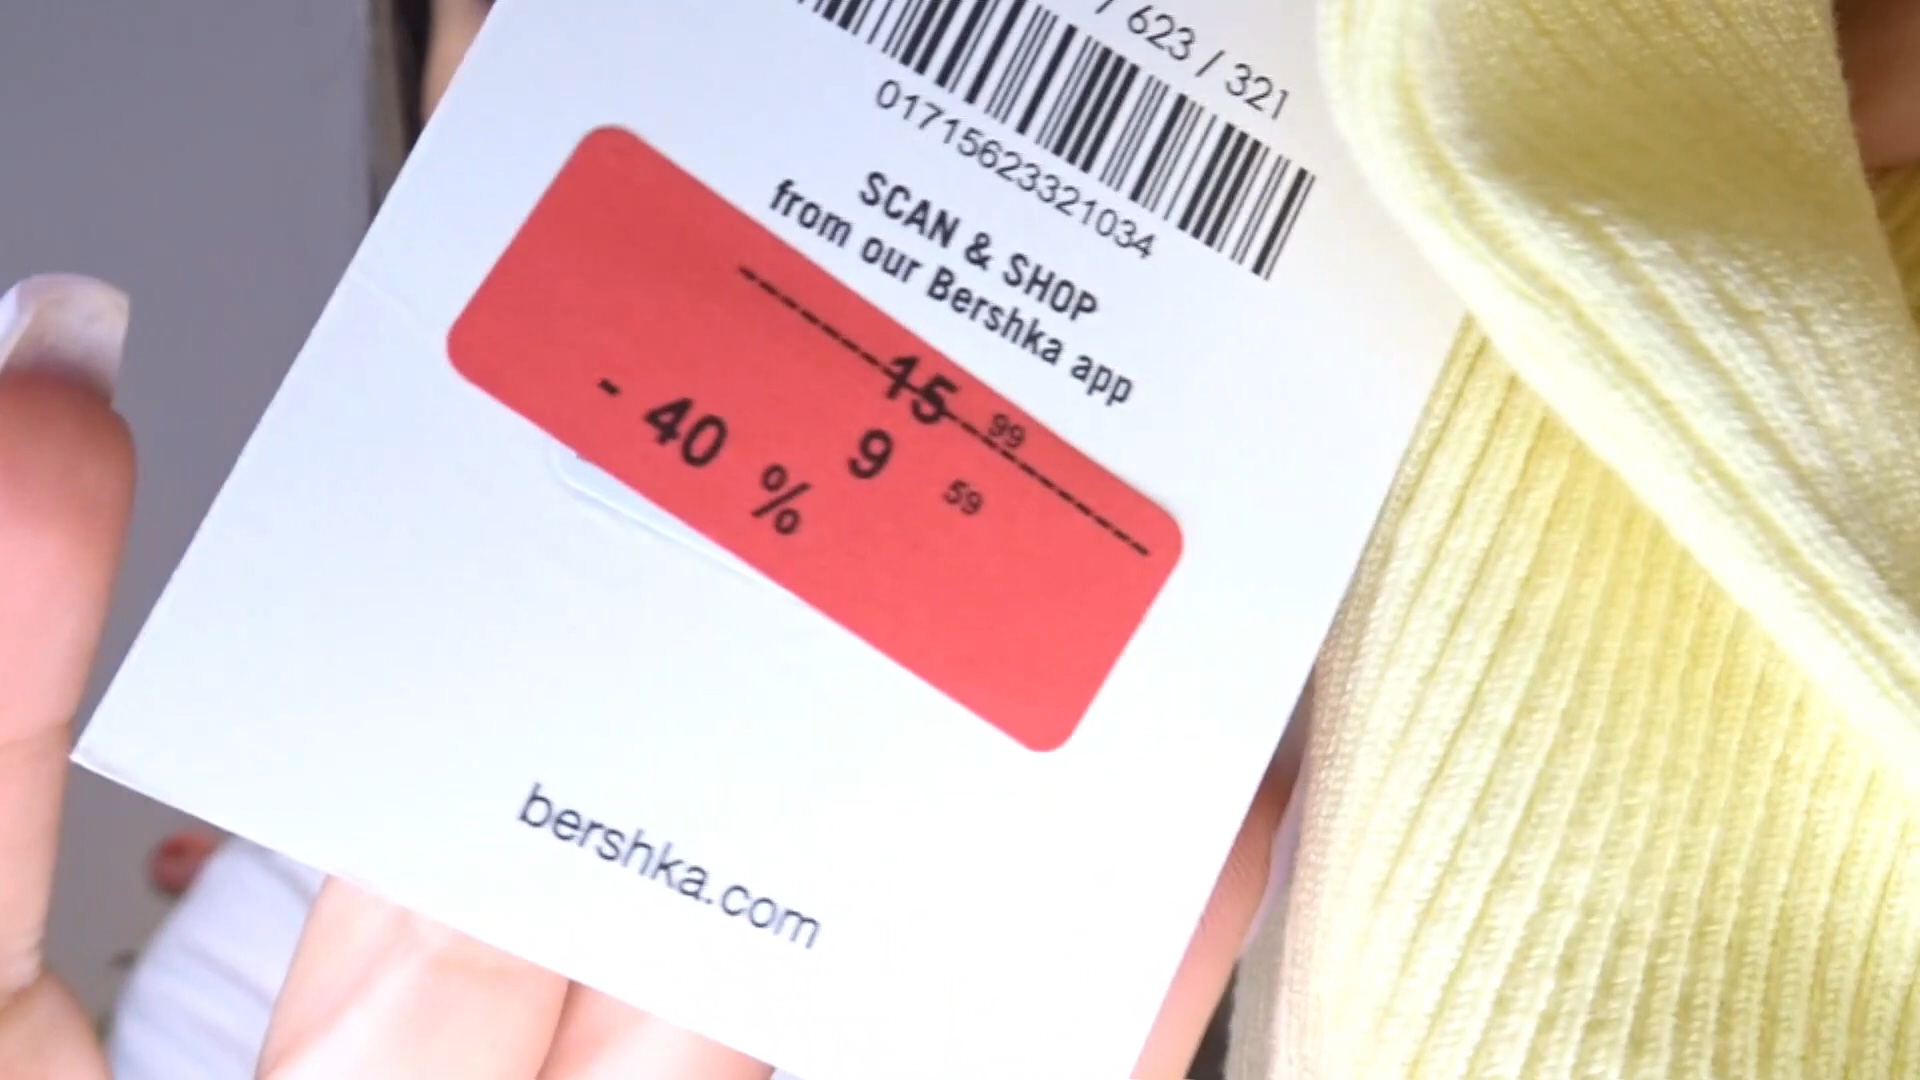 / 623 / 321
01715623321034
SCAN & SHOP
from our Bershka app
15 99
- 40 % 9 59
bershka.com